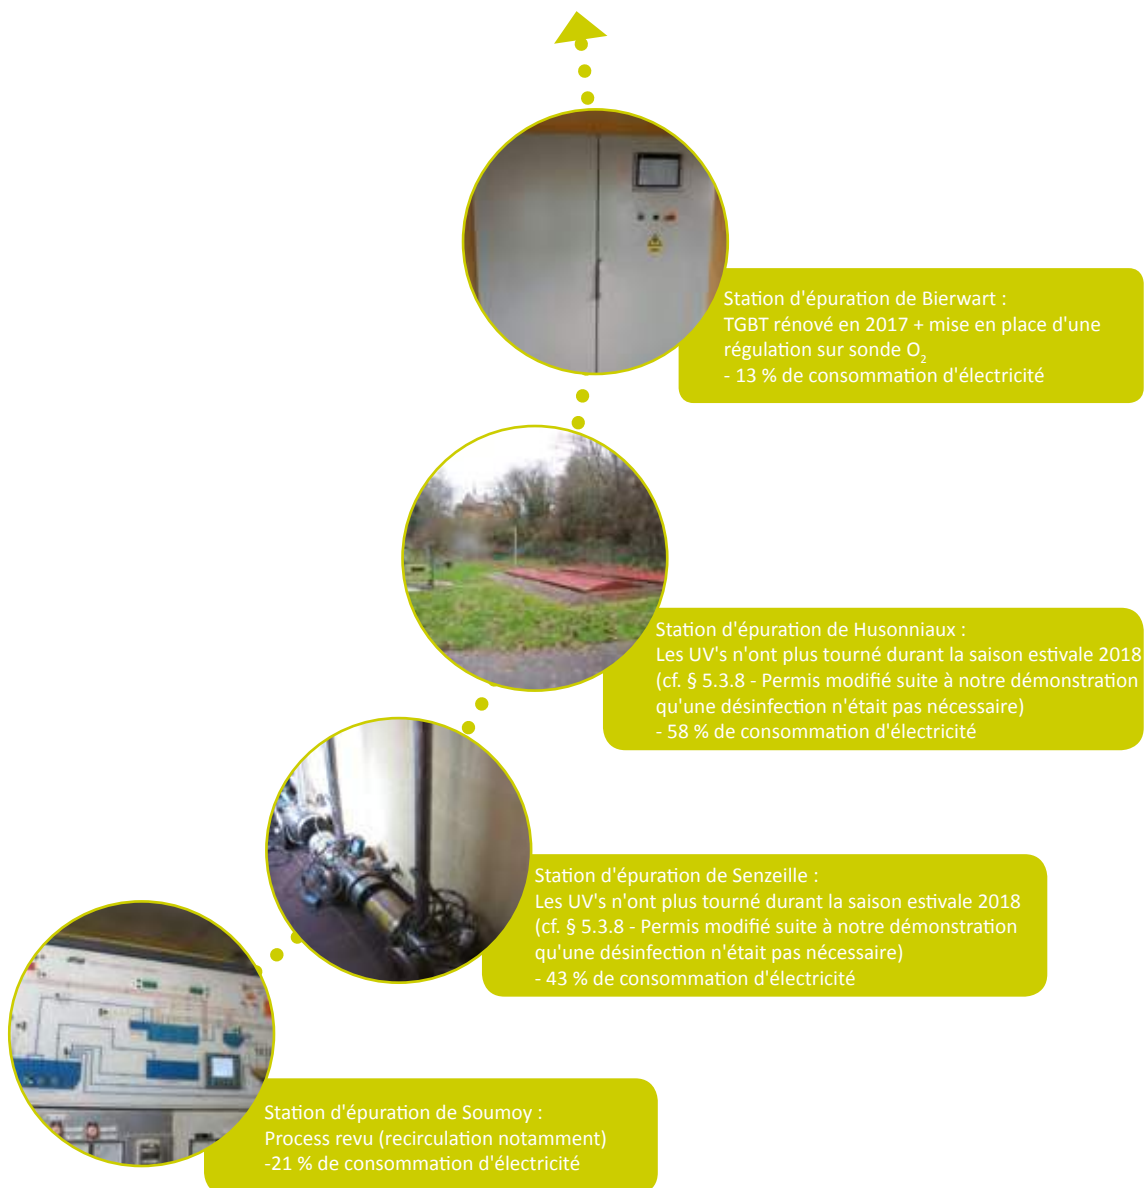 Station d'épuration de Bierwart :
TGBT rénové en 2017 + mise en place d'une
régulation sur sonde O₂
- 13 % de consommation d'électricité
Station d'épuration de Husonniaux :
Les UV's n'ont plus tourné durant la saison estivale 2018
(cf. § 5.3.8 - Permis modifié suite à notre démonstration
qu'une désinfection n'était pas nécessaire)
- 58 % de consommation d'électricité
Station d'épuration de Senzeille :
Les UV's n'ont plus tourné durant la saison estivale 2018
(cf. § 5.3.8 - Permis modifié suite à notre démonstration
qu'une désinfection n'était pas nécessaire)
- 43 % de consommation d'électricité
Station d'épuration de Soumoy :
Process revu (recirculation notamment)
-21 % de consommation d'électricité